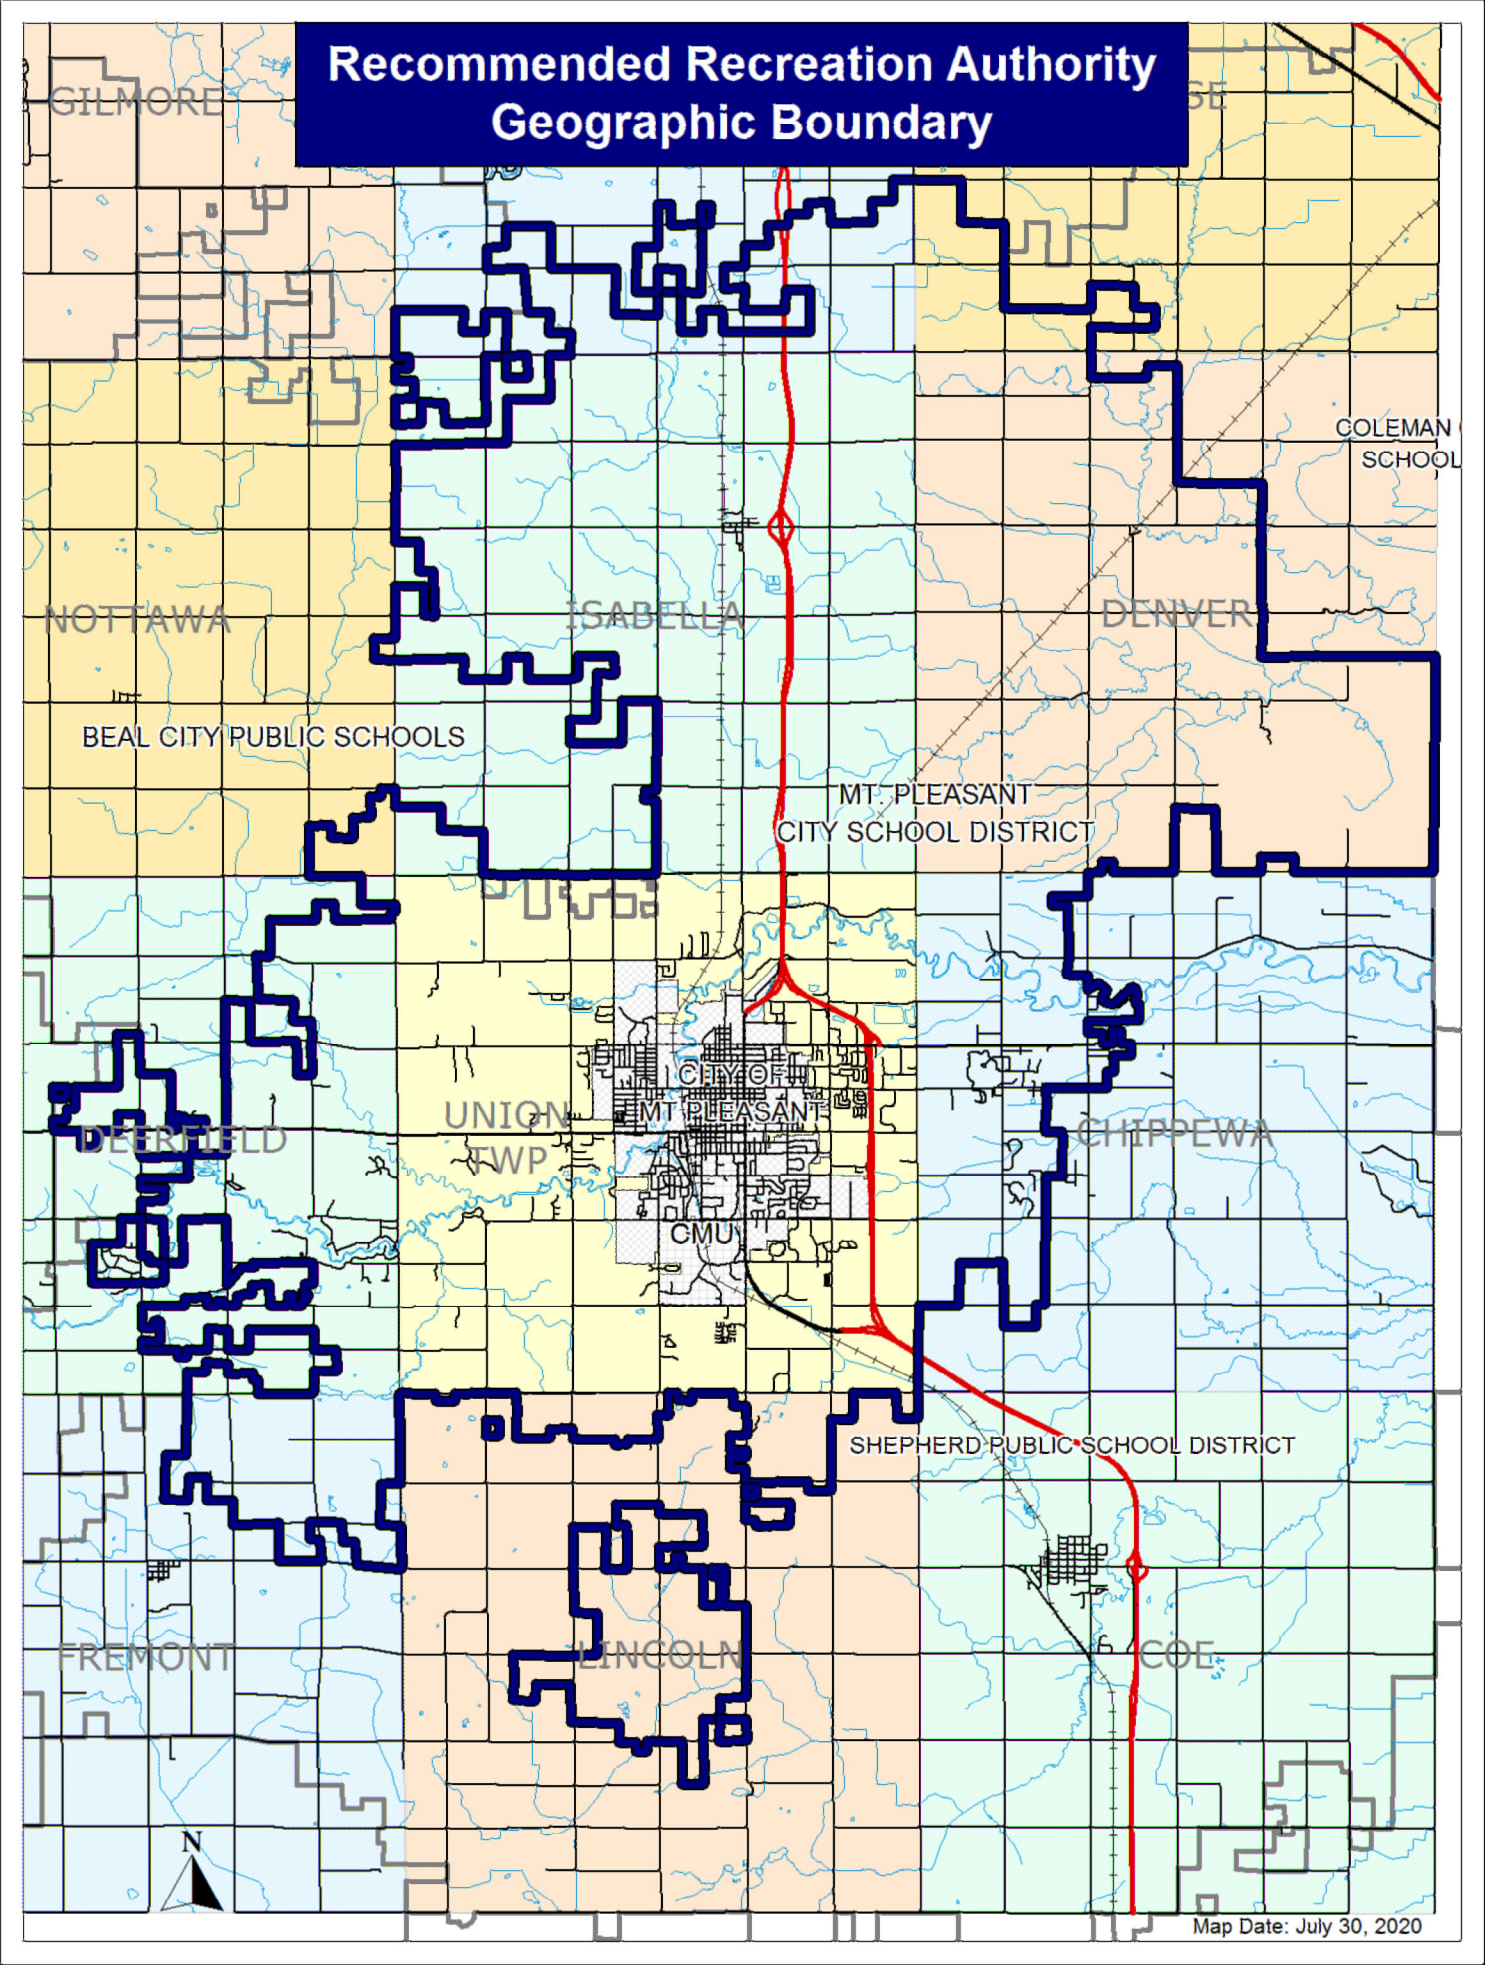 Recommended Recreation Authority
Geographic Boundary
GILMORE
SE
COLEMAN
SCHOOL
NOTTAWA
ISABELLA
DENVER
BEAL CITY PUBLIC SCHOOLS
MT. PLEASANT
CITY SCHOOL DISTRICT
CITY OF
MT PLEASANT
UNION
TWP
DEERFIELD
CHIPPEWA
CMU
SHEPHERD PUBLIC SCHOOL DISTRICT
FREMONT
LINCOLN
COE
N
Map Date: July 30, 2020